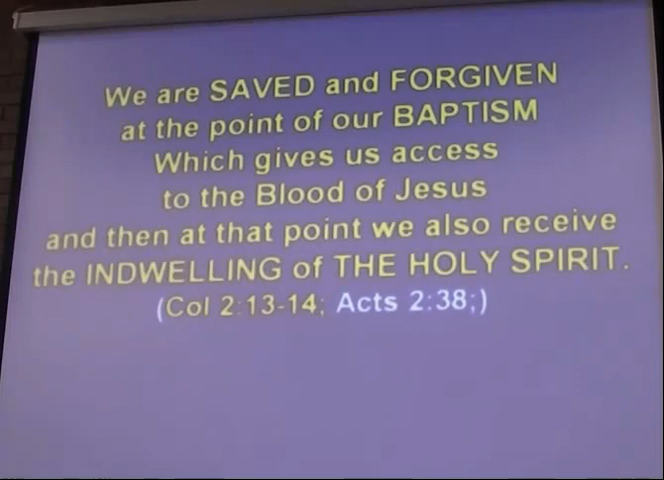 We are SAVED and FORGIVEN
at the point of our BAPTISM
Which gives us access
to the Blood of Jesus
and then at that point we also receive
the INDWELLING of THE HOLY SPIRIT.
(Col 2:13-14; Acts 2:38;)